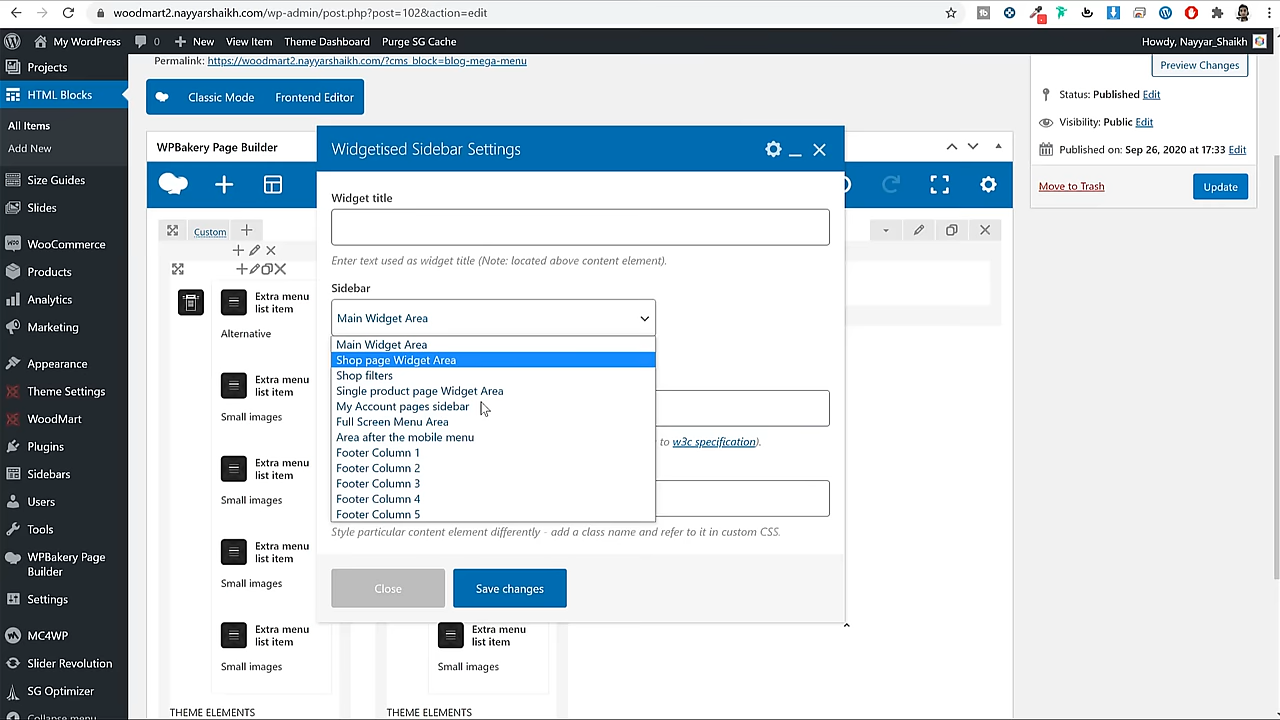 woodmart2.nayyarshaikh.com/wp-admin/post.php?post=102&action=edit
My WordPress
0
New
View Item
Theme Dashboard
Purge SG Cache
Howdy, Nayyar_Shaikh
Projects
HTML Blocks
All Items
Add New
Size Guides
Slides
WooCommerce
Products
Analytics
Marketing
Appearance
Theme Settings
WoodMart
Plugins
Sidebars
Users
Tools
WPBakery Page
Builder
Settings
MC4WP
Slider Revolution
SG Optimizer
Collapse menu
Permalink: https://woodmart2.nayyarshaikh.com/?cms_block=blog-mega-menu
Classic Mode
Frontend Editor
WPBakery Page Builder
Custom
Extra menu
list item
Alternative
Extra menu
list item
Small images
Extra menu
list item
Small images
Extra menu
list item
Small images
Extra menu
list item
Small images
THEME ELEMENTS
Extra menu
list item
Small images
THEME ELEMENTS
Widgetised Sidebar Settings
Widget title
Enter text used as widget title (Note: located above content element).
Sidebar
Main Widget Area
Main Widget Area
Shop page Widget Area
Shop filters
Single product page Widget Area
My Account pages sidebar
Full Screen Menu Area
Area after the mobile menu
Footer Column 1
Footer Column 2
Footer Column 3
Footer Column 4
Footer Column 5
to w3c specification).
Style particular content element differently - add a class name and refer to it in custom CSS.
Close
Save changes
Preview Changes
Status: Published Edit
Visibility: Public Edit
Published on: Sep 26, 2020 at 17:33 Edit
Move to Trash
Update